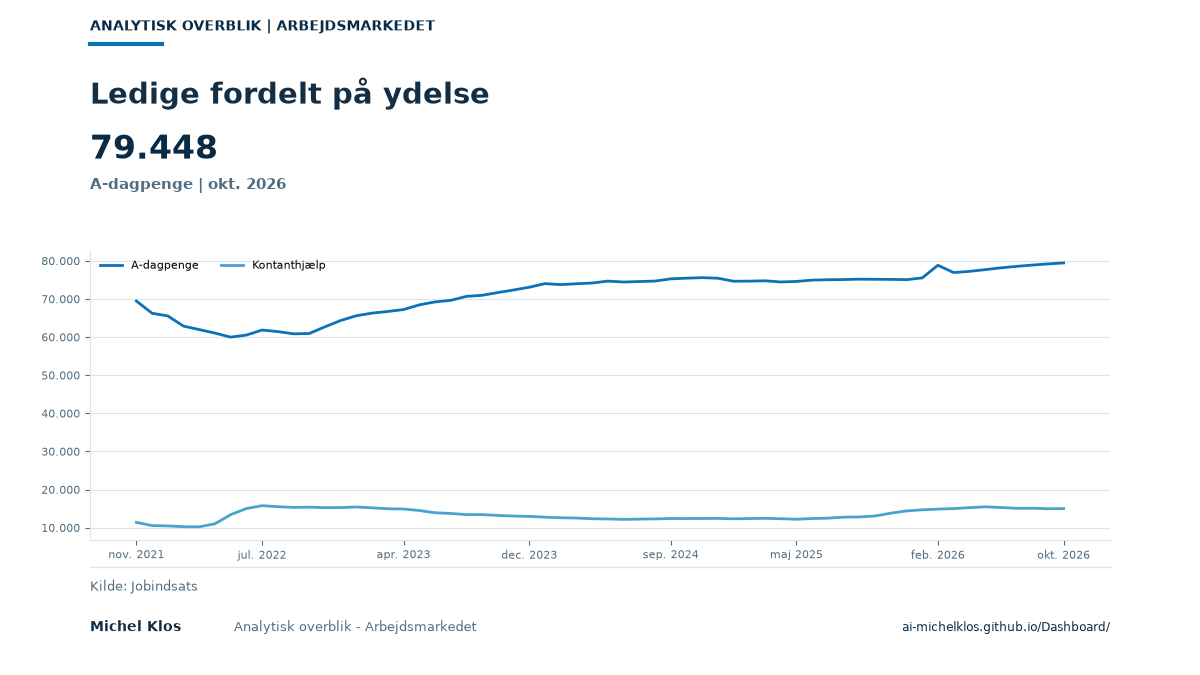 ANALYTISK OVERBLIK | ARBEJDSMARKEDET
Ledige fordelt på ydelse
79.448
A-dagpenge | okt. 2026
A-dagpenge Kontanthjælp
80.000
70.000
60.000
50.000
40.000
30.000
20.000
10.000
nov. 2021 jul. 2022 apr. 2023 dec. 2023 sep. 2024 maj 2025 feb. 2026 okt. 2026
Kilde: Jobindsats
Michel Klos Analytisk overblik - Arbejdsmarkedet ai-michelklos.github.io/Dashboard/